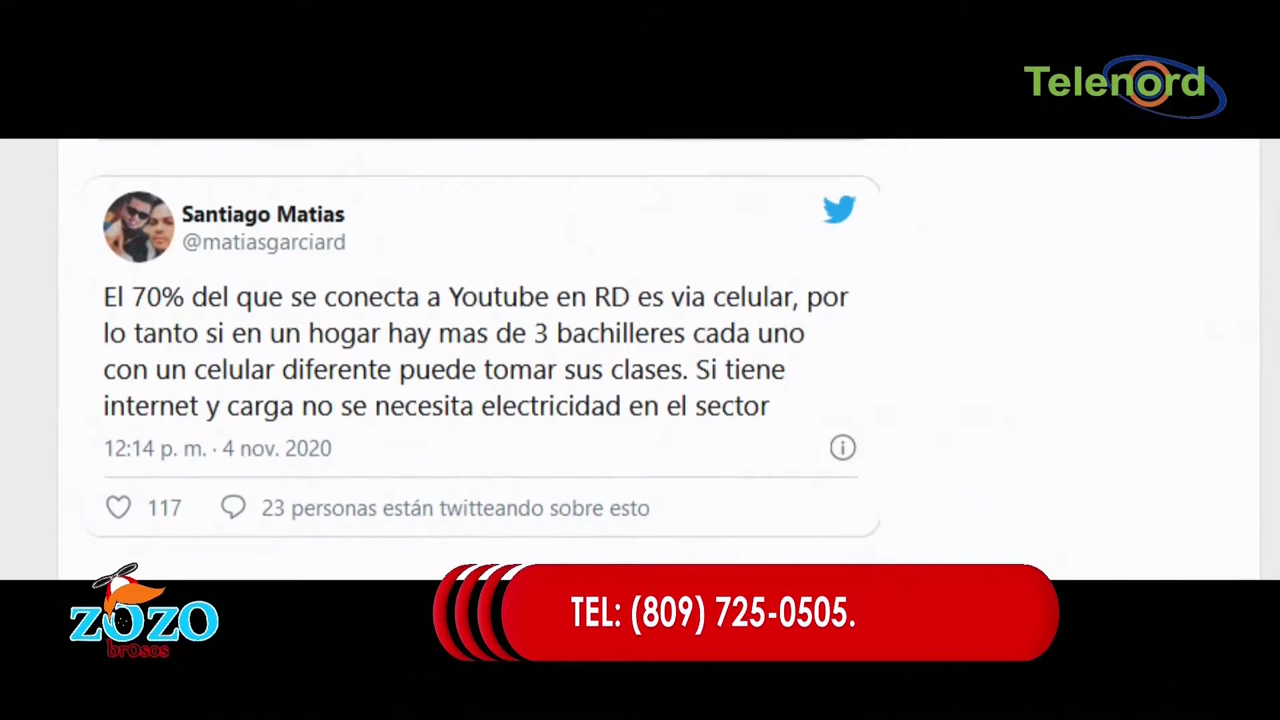 Telenord
Santiago Matias
@matiasgarciard
El 70% del que se conecta a Youtube en RD es via celular, por
lo tanto si en un hogar hay mas de 3 bachilleres cada uno
con un celular diferente puede tomar sus clases. Si tiene
internet y carga no se necesita electricidad en el sector
12:14 p. m. · 4 nov. 2020
117
23 personas están twitteando sobre esto
ZOZO
brOsos
TEL: (809) 725-0505.